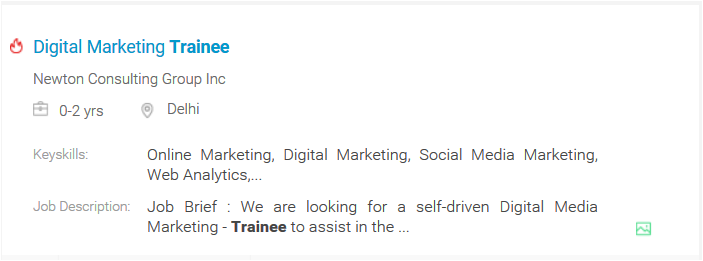 Digital Marketing Trainee
Newton Consulting Group Inc
0-2 yrs Delhi
Keyskills: Online Marketing, Digital Marketing, Social Media Marketing,
Web Analytics,...
Job Description: Job Brief : We are looking for a self-driven Digital Media
Marketing - Trainee to assist in the ...